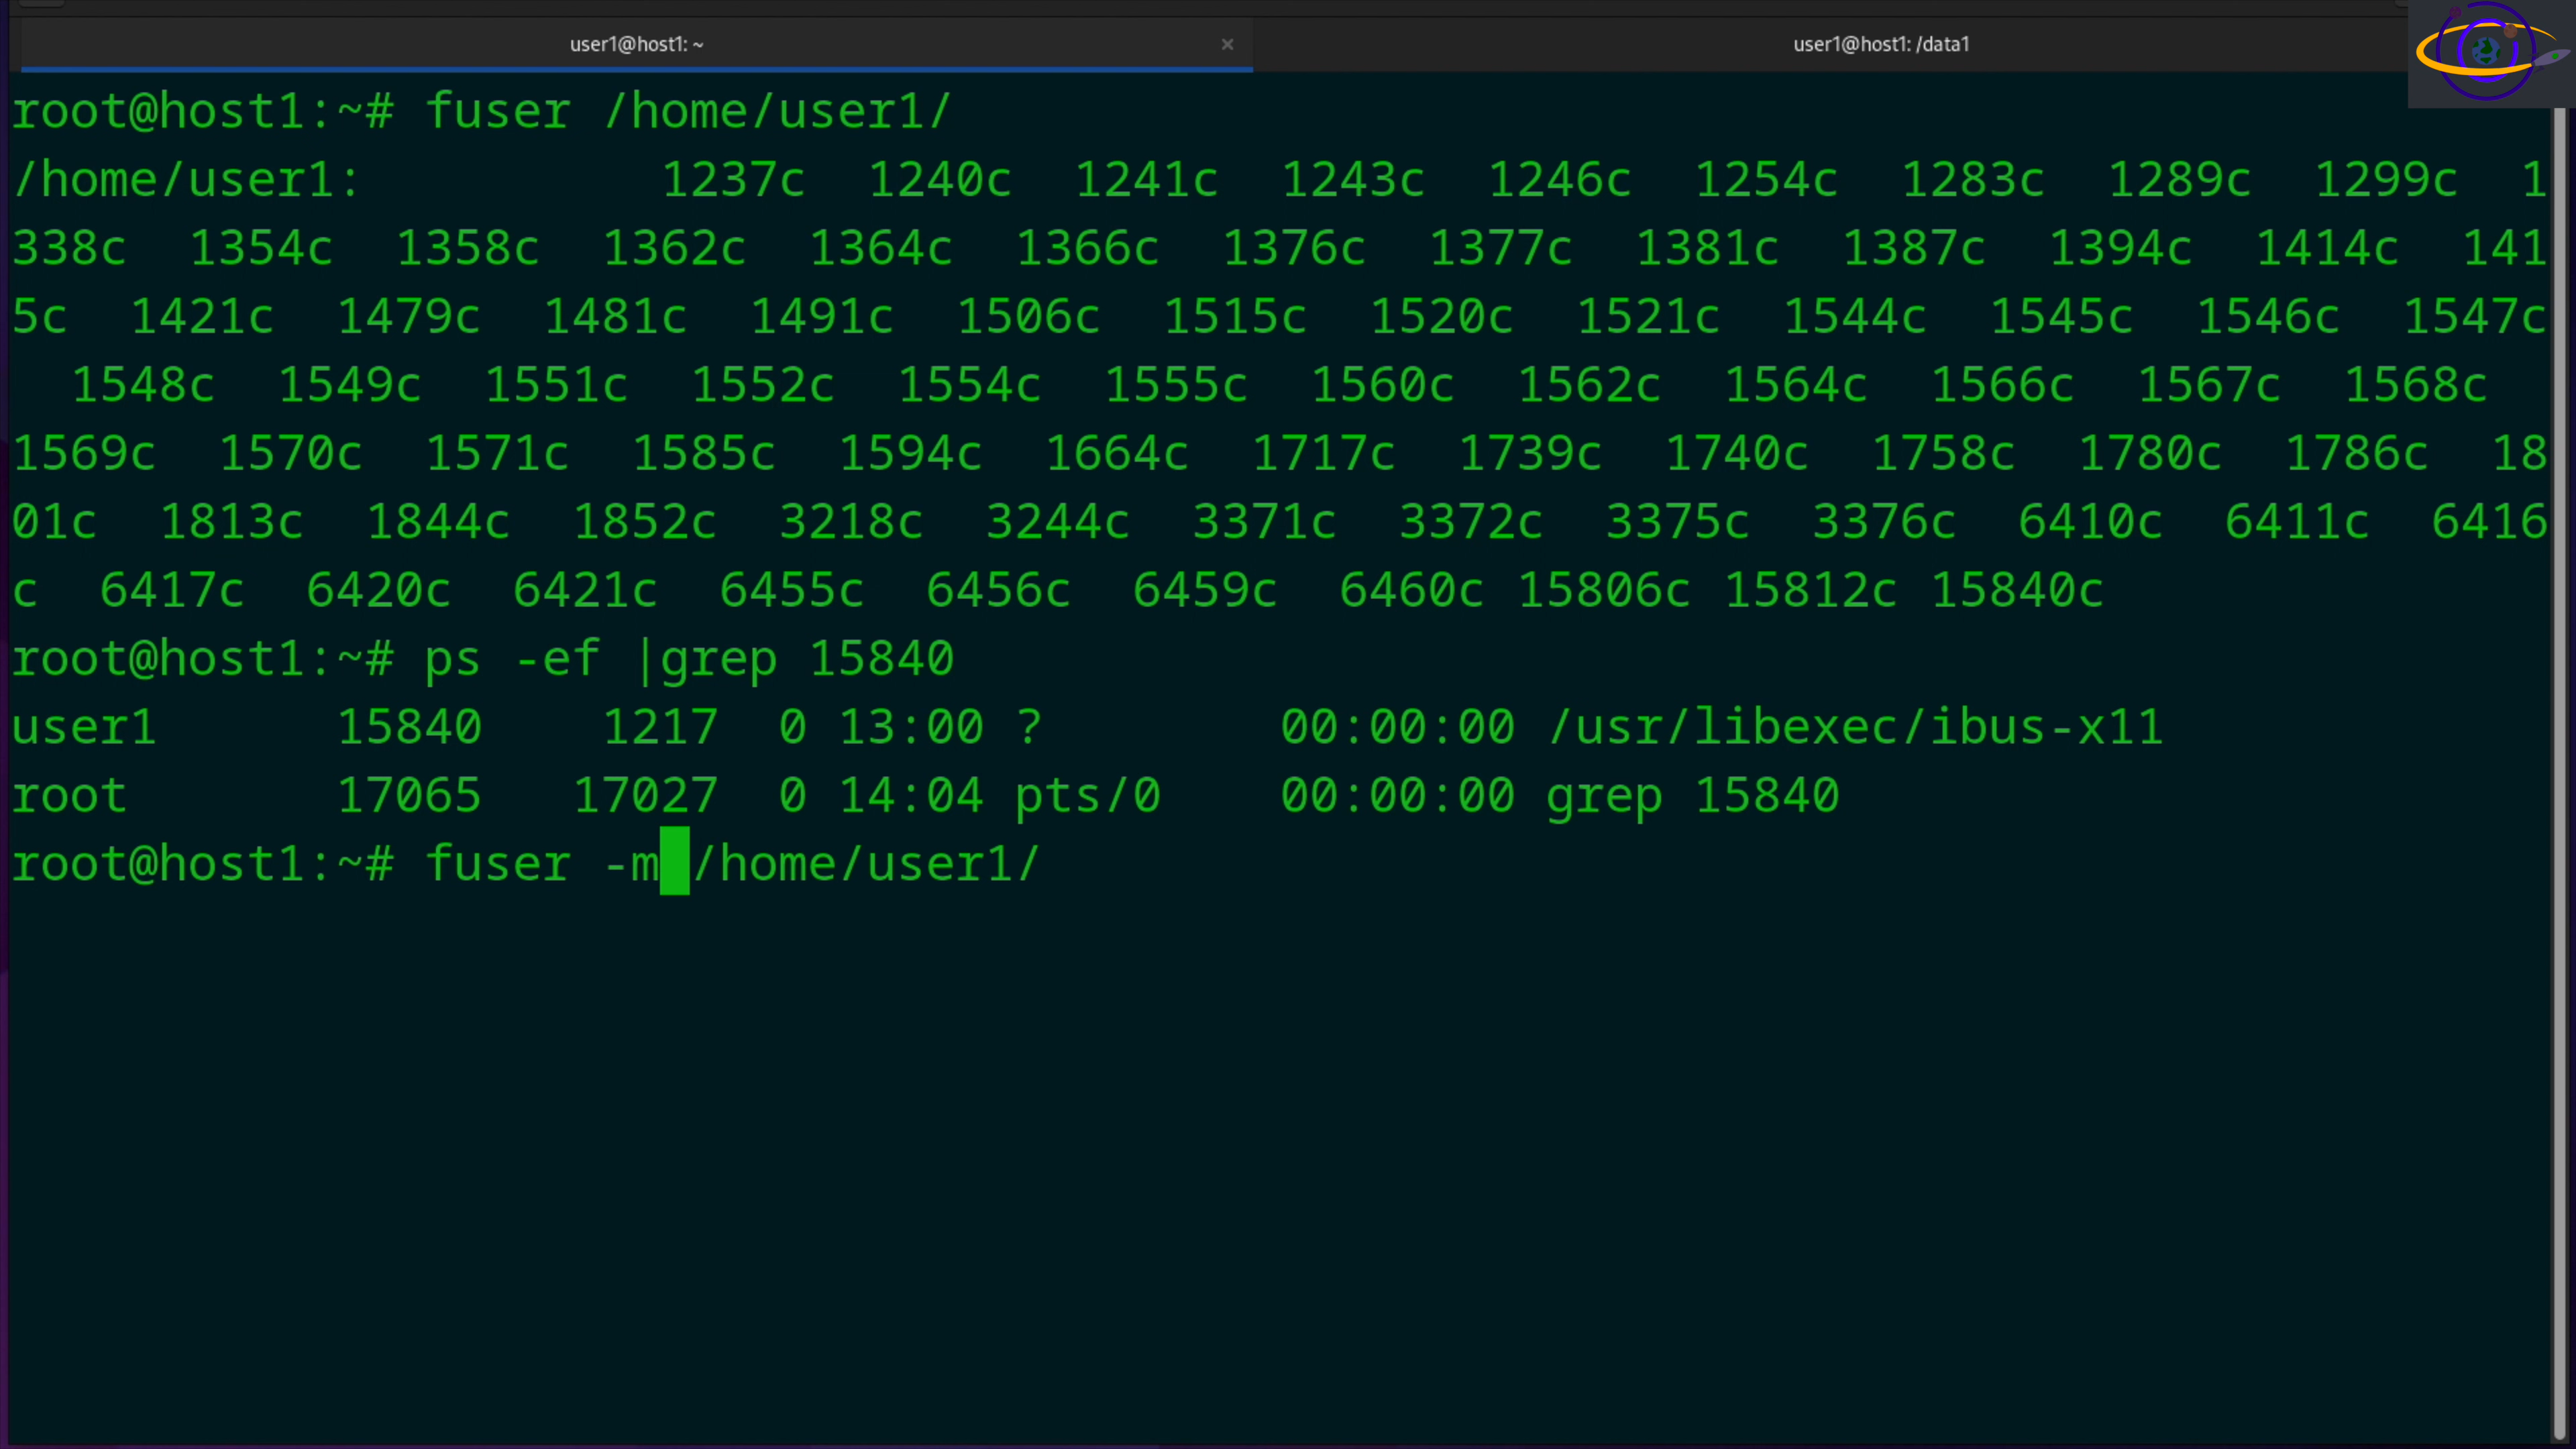 user1@host1: ~ × user1@host1: /data1
root@host1:~# fuser /home/user1/
/home/user1: 1237c 1240c 1241c 1243c 1246c 1254c 1283c 1289c 1299c 1
338c 1354c 1358c 1362c 1364c 1366c 1376c 1377c 1381c 1387c 1394c 1414c 141
5c 1421c 1479c 1481c 1491c 1506c 1515c 1520c 1521c 1544c 1545c 1546c 1547c
1548c 1549c 1551c 1552c 1554c 1555c 1560c 1562c 1564c 1566c 1567c 1568c
1569c 1570c 1571c 1585c 1594c 1664c 1717c 1739c 1740c 1758c 1780c 1786c 18
01c 1813c 1844c 1852c 3218c 3244c 3371c 3372c 3375c 3376c 6410c 6411c 6416
c 6417c 6420c 6421c 6455c 6456c 6459c 6460c 15806c 15812c 15840c
root@host1:~# ps -ef |grep 15840
user1 15840 1217 0 13:00 ? 00:00:00 /usr/libexec/ibus-x11
root 17065 17027 0 14:04 pts/0 00:00:00 grep 15840
root@host1:~# fuser -m /home/user1/